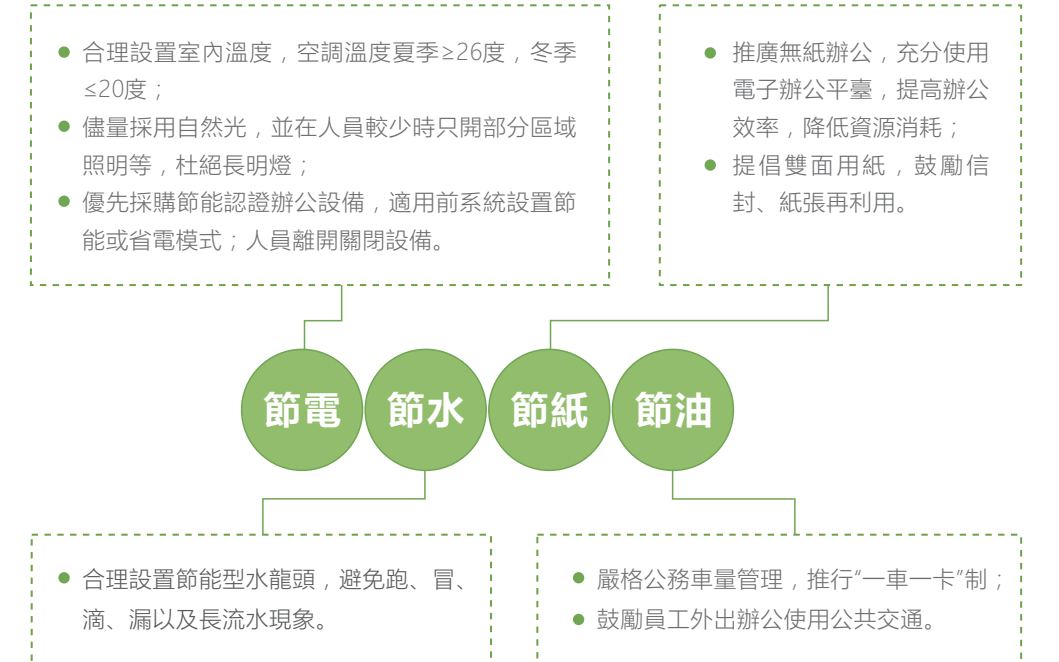 合理設置室內溫度，空調溫度夏季≥26度，冬季
≤20度；
儘量採用自然光，並在人員較少時只開部分區域
照明等，杜絕長明燈；
優先採購節能認證辦公設備，適用前系統設置節
能或省電模式；人員離開關閉設備。
推廣無紙辦公，充分使用
電子辦公平臺，提高辦公
效率，降低資源消耗；
提倡雙面用紙，鼓勵信
封、紙張再利用。
節電
節水
節紙
節油
合理設置節能型水龍頭，避免跑、冒、
滴、漏以及長流水現象。
嚴格公務車量管理，推行“一車一卡”制；
鼓勵員工外出辦公使用公共交通。